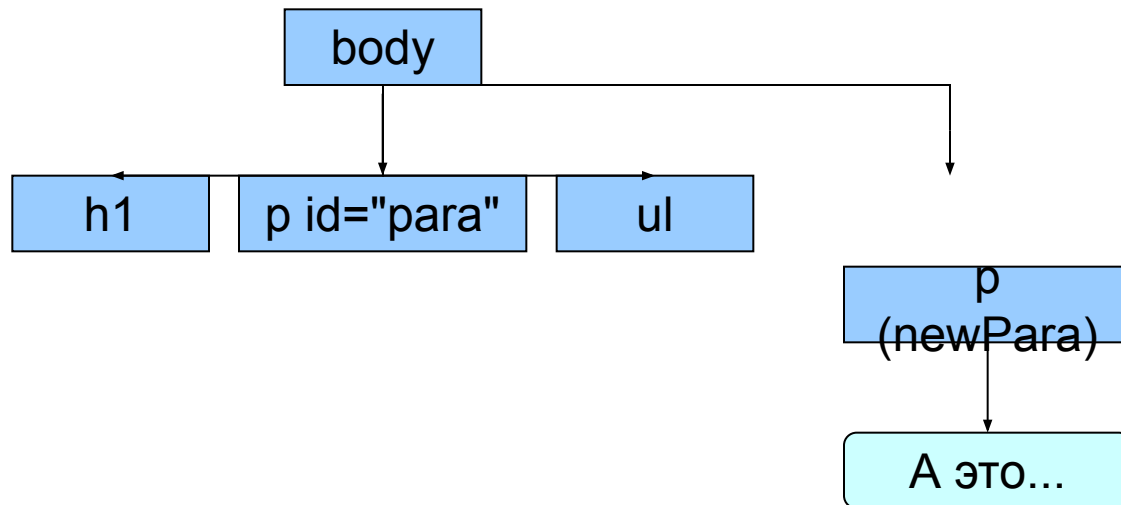 body
h1
p id="para"
ul
p
(newPara)
А это...